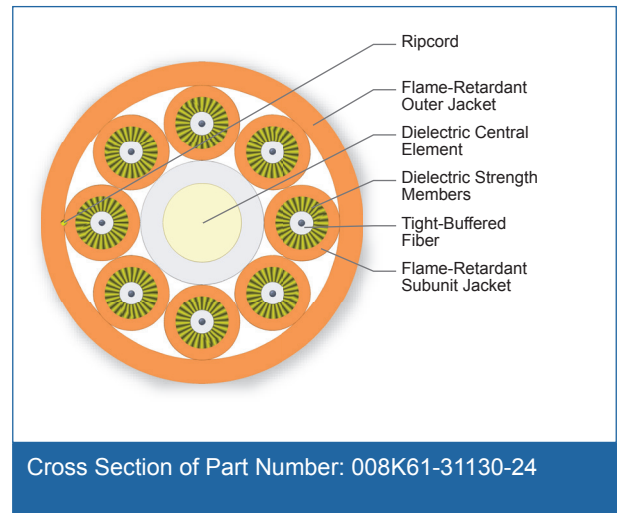 Ripcord
Flame-Retardant
Outer Jacket
Dielectric Central
Element
Dielectric Strength
Members
Tight-Buffered
Fiber
Flame-Retardant
Subunit Jacket
Cross Section of Part Number: 008K61-31130-24